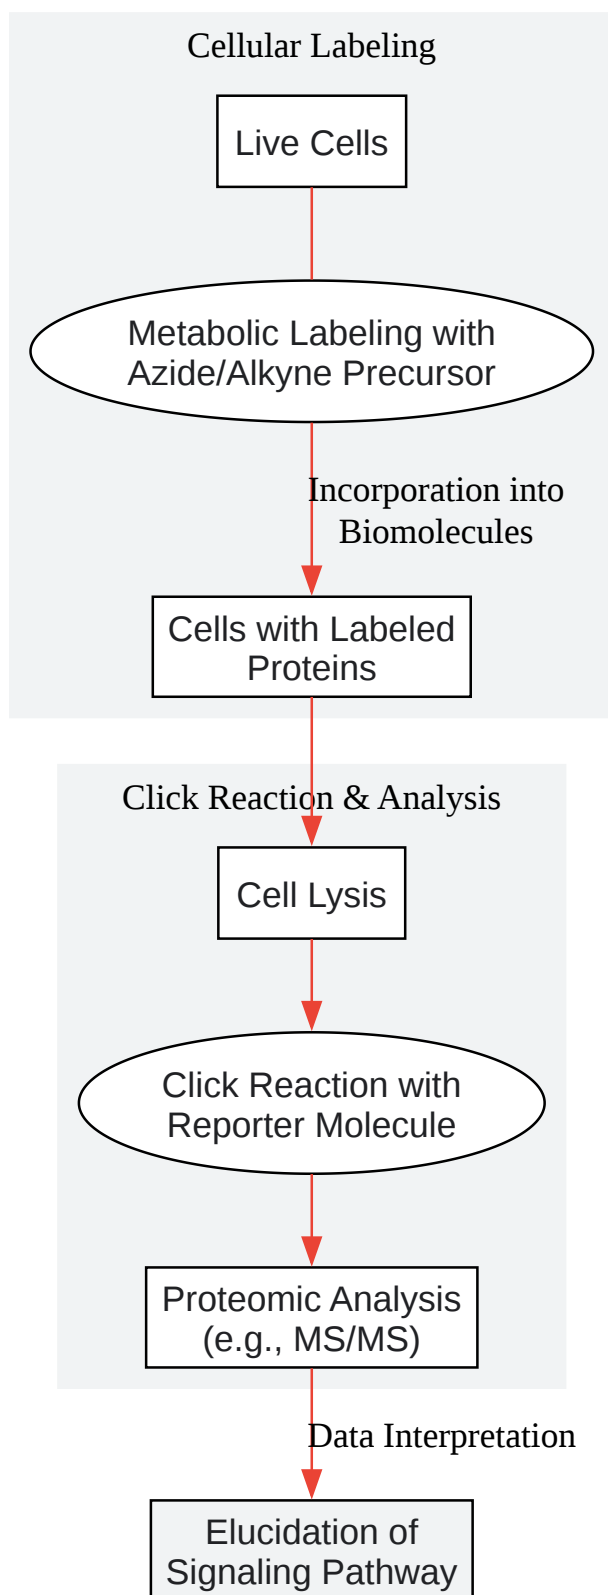 Cellular Labeling
Live Cells
Metabolic Labeling with
Azide/Alkyne Precursor
Incorporation into
Biomolecules
Cells with Labeled
Proteins
Click Reaction & Analysis
Cell Lysis
Click Reaction with
Reporter Molecule
Proteomic Analysis
(e.g., MS/MS)
Data Interpretation
Elucidation of
Signaling Pathway